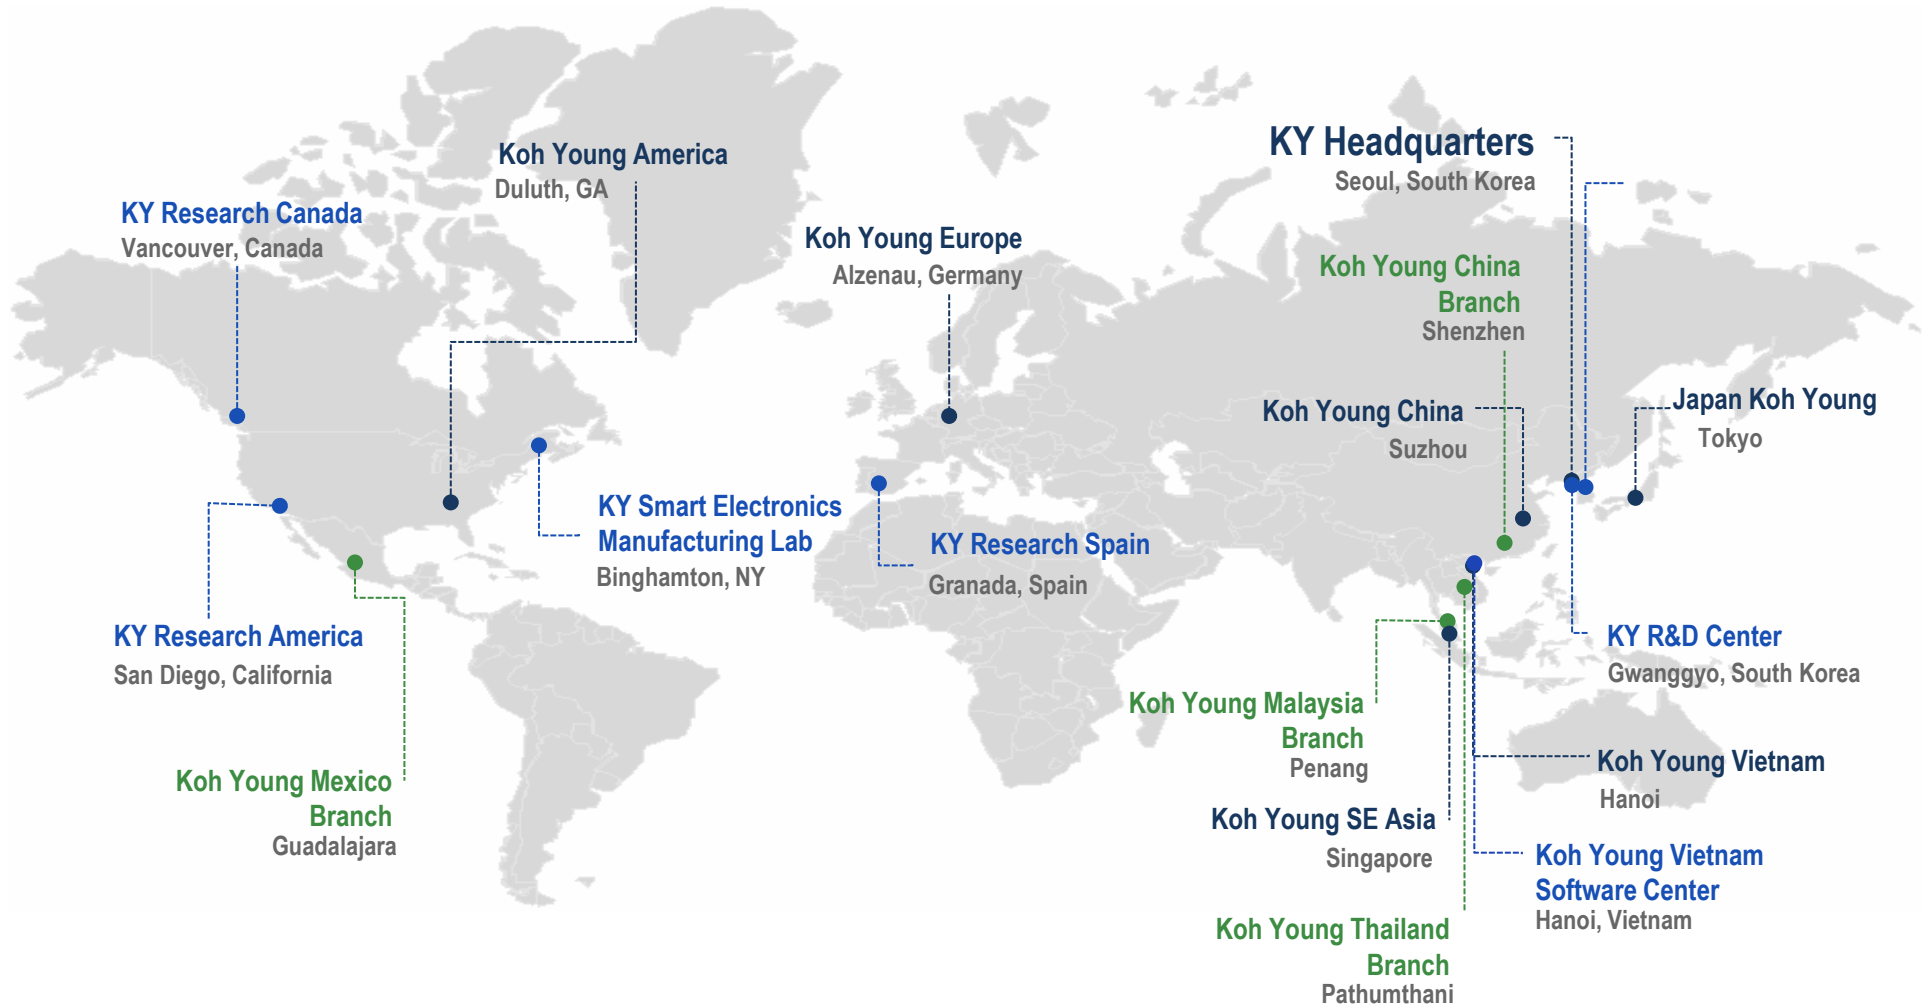 KY Headquarters
Seoul, South Korea
Koh Young America
Duluth, GA
KY Research Canada
Vancouver, Canada
Koh Young Europe
Alzenau, Germany
Koh Young China
Branch
Shenzhen
Koh Young China
Suzhou
Japan Koh Young
Tokyo
KY Smart Electronics
Manufacturing Lab
Binghamton, NY
KY Research Spain
Granada, Spain
KY Research America
San Diego, California
KY R&D Center
Gwanggyo, South Korea
Koh Young Malaysia
Branch
Penang
Koh Young Vietnam
Hanoi
Koh Young Mexico
Branch
Guadalajara
Koh Young SE Asia
Singapore
Koh Young Vietnam
Software Center
Hanoi, Vietnam
Koh Young Thailand
Branch
Pathumthani